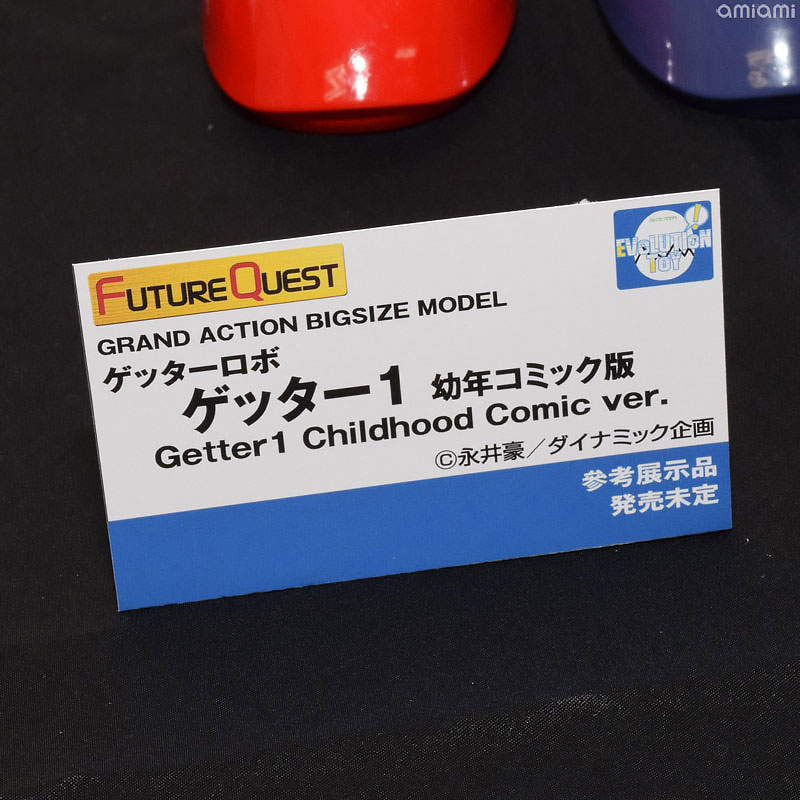 amiami
FUTURE QUEST
EVOLUTION
TOY
GRAND ACTION BIGSIZE MODEL
ゲッターロボ
ゲッター1 幼年コミック版
Getter1 Childhood Comic ver.
©永井豪／ダイナミック企画
参考展示品
発売未定